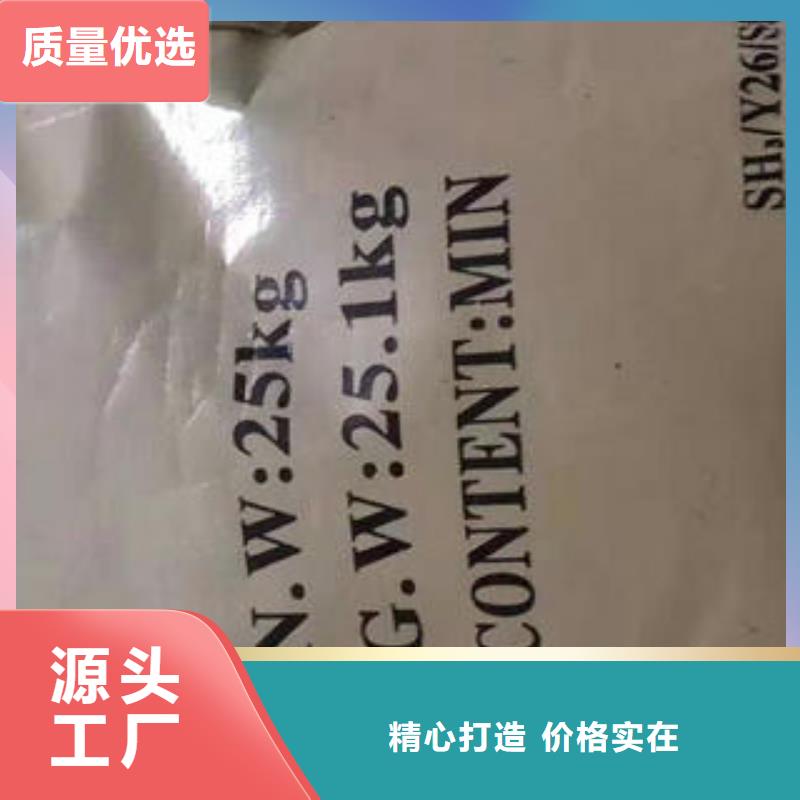 质量优选
N.W:25kg
G.W:25.1kg
CONTENT:MIN
SH₃/Y26/S
源头
工厂
精心打造 价格实在